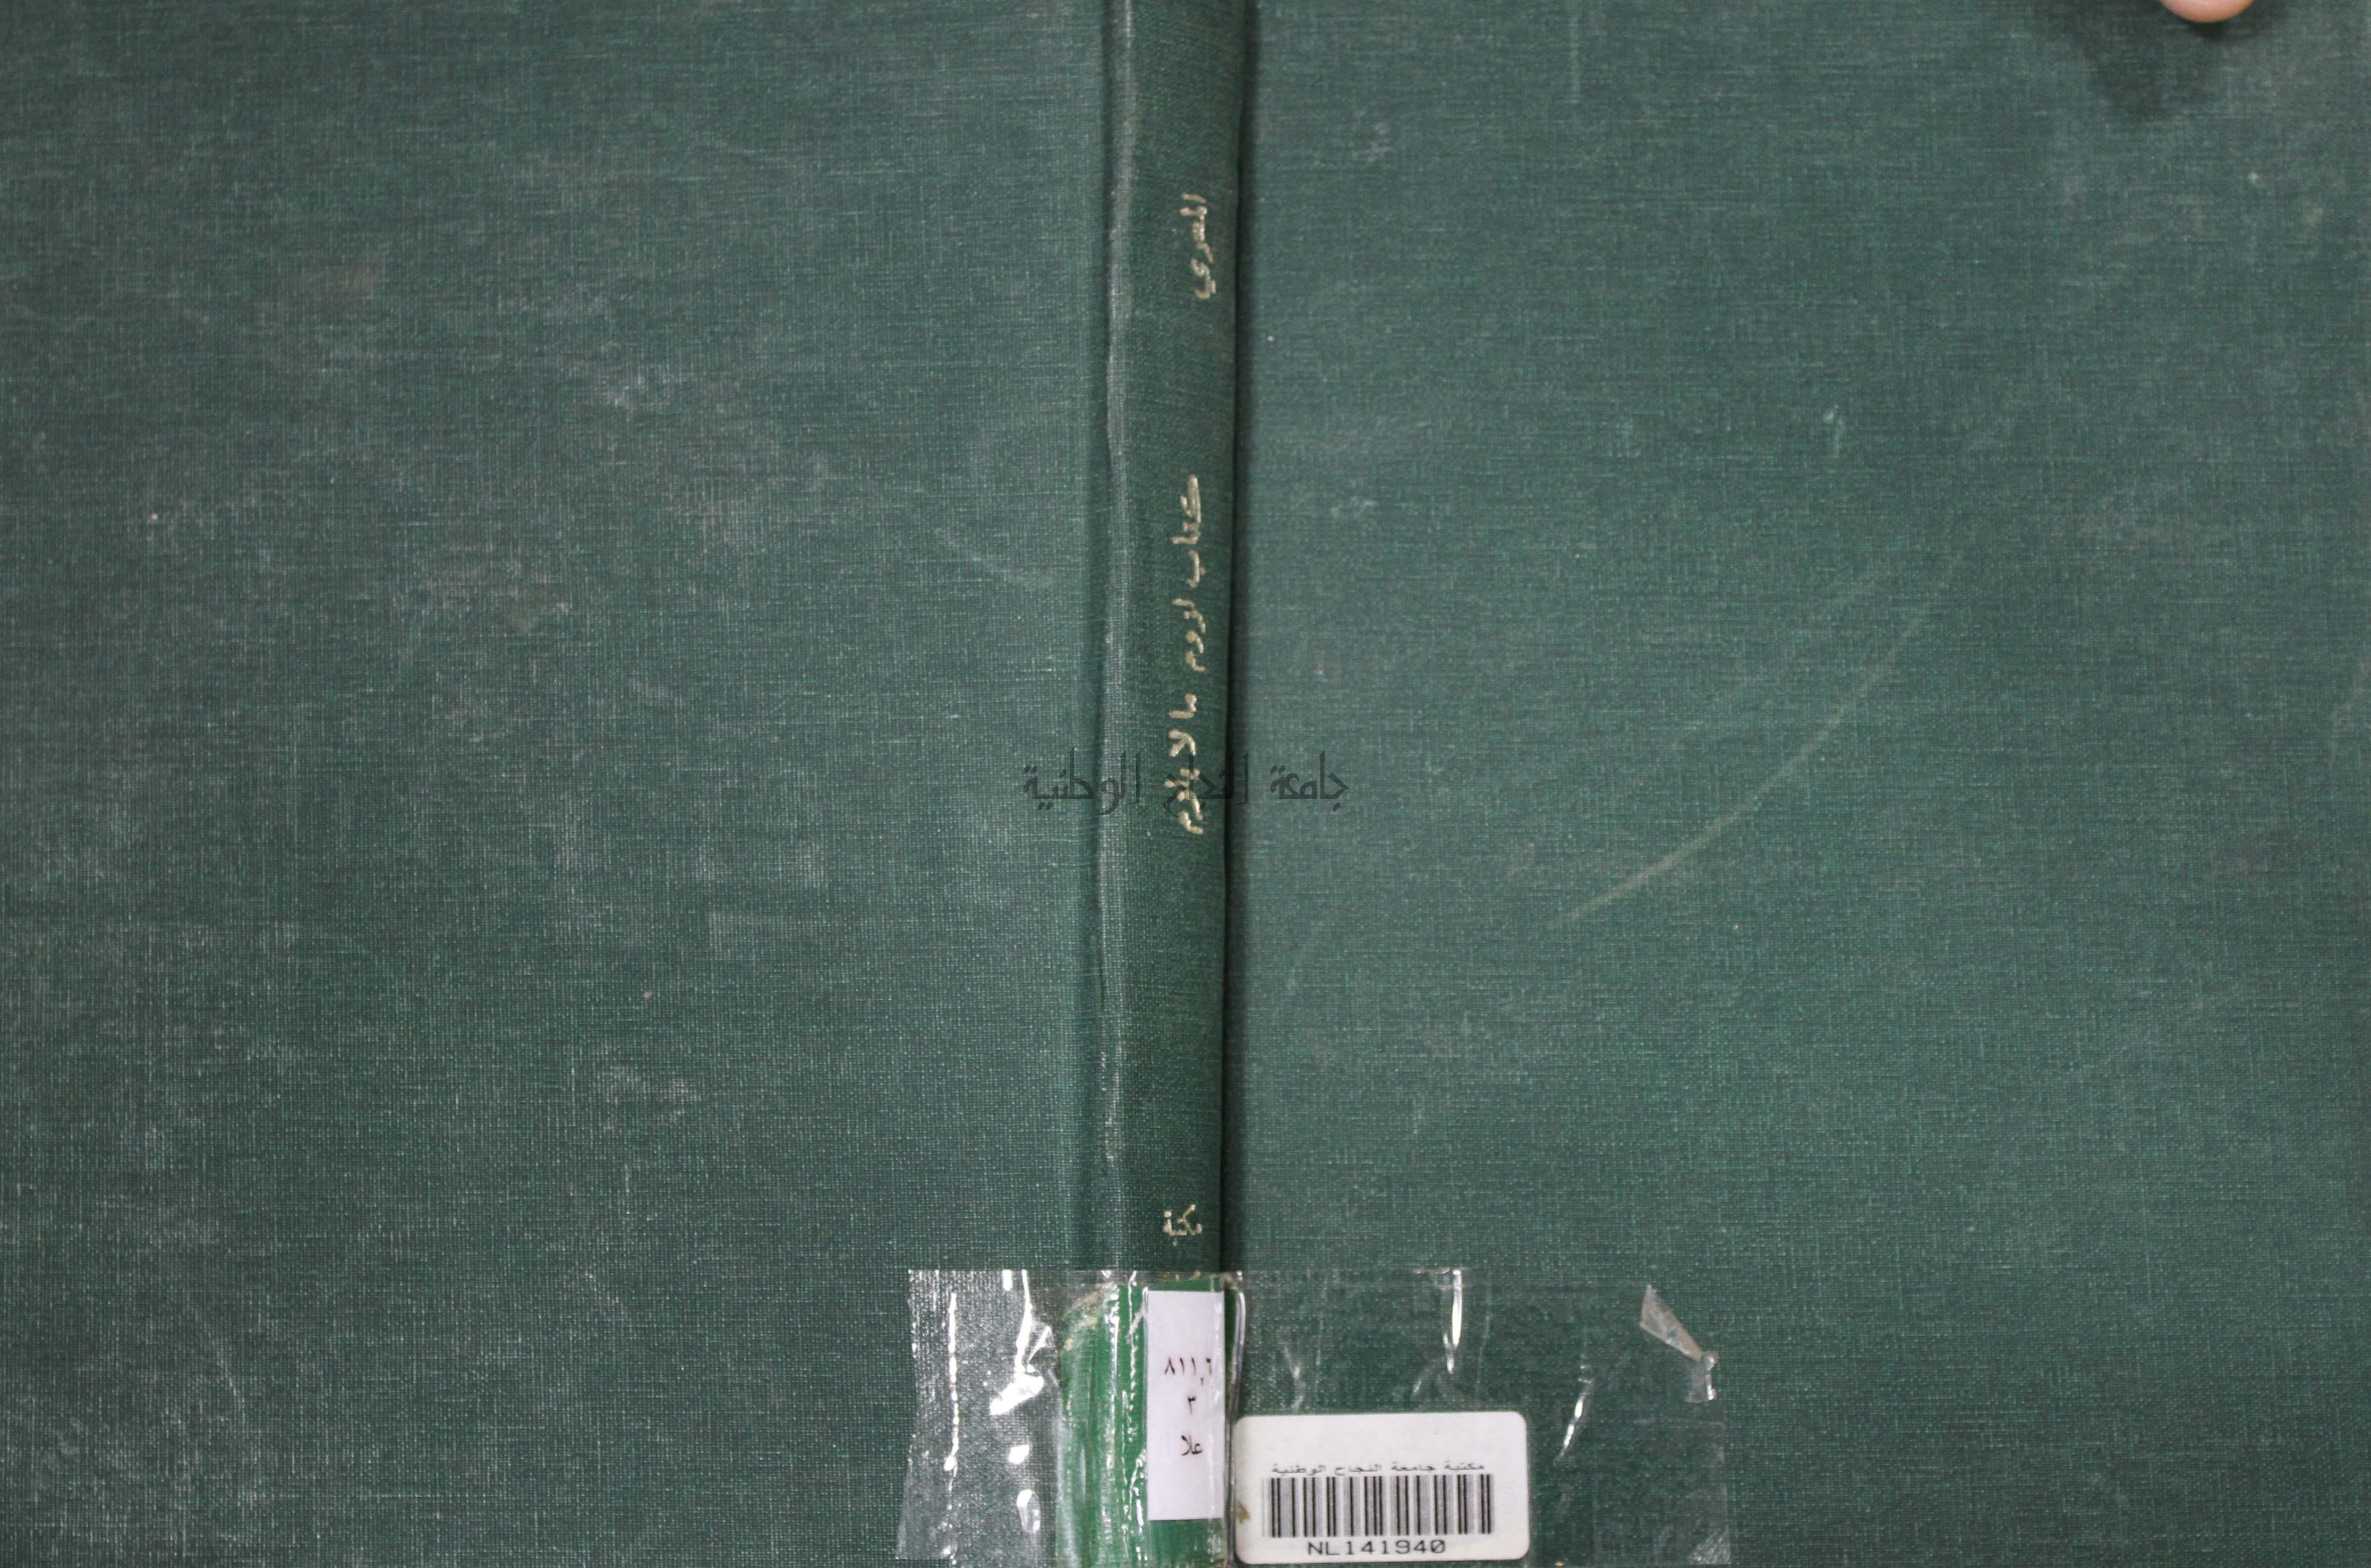 المعري
كتاب لزوم ما لا يلزم
جامعة النجاح الوطنية
مكتبة
٨١١,٦
٣
علا
مكتبة جامعة النجاح الوطنية
NL141940